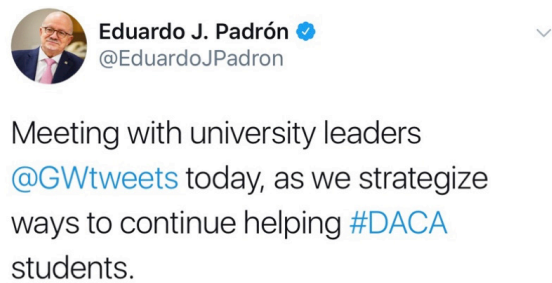 Eduardo J. Padrón
@EduardoJPadron
Meeting with university leaders
@GWtweets today, as we strategize
ways to continue helping #DACA
students.